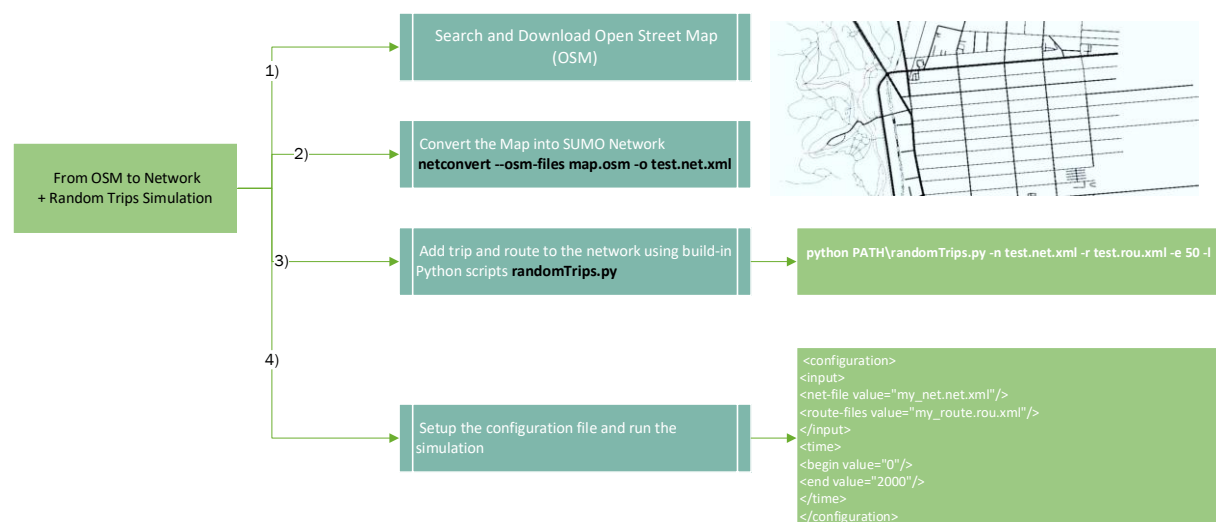 From OSM to Network
+ Random Trips Simulation
1)
Search and Download Open Street Map
(OSM)
2)
Convert the Map into SUMO Network
netconvert --osm-files map.osm -o test.net.xml
3)
Add trip and route to the network using build-in
Python scripts randomTrips.py
python PATH\randomTrips.py -n test.net.xml -r test.rou.xml -e 50 -l
4)
Setup the configuration file and run the
simulation
<configuration>
<input>
<net-file value="my_net.net.xml"/>
<route-files value="my_route.rou.xml"/>
</input>
<time>
<begin value="0"/>
<end value="2000"/>
</time>
</configuration>